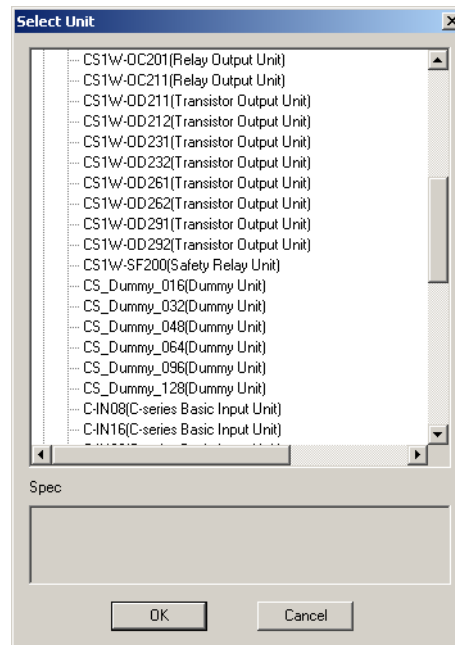 Select Unit
CS1W-OC201(Relay Output Unit)
CS1W-OC211(Relay Output Unit)
CS1W-OD211(Transistor Output Unit)
CS1W-OD212(Transistor Output Unit)
CS1W-OD231(Transistor Output Unit)
CS1W-OD232(Transistor Output Unit)
CS1W-OD261(Transistor Output Unit)
CS1W-OD262(Transistor Output Unit)
CS1W-OD291(Transistor Output Unit)
CS1W-OD292(Transistor Output Unit)
CS1W-SF200(Safety Relay Unit)
CS_Dummy_016(Dummy Unit)
CS_Dummy_032(Dummy Unit)
CS_Dummy_048(Dummy Unit)
CS_Dummy_064(Dummy Unit)
CS_Dummy_096(Dummy Unit)
CS_Dummy_128(Dummy Unit)
C-IN08(C-series Basic Input Unit)
C-IN16(C-series Basic Input Unit)
Spec
OK Cancel